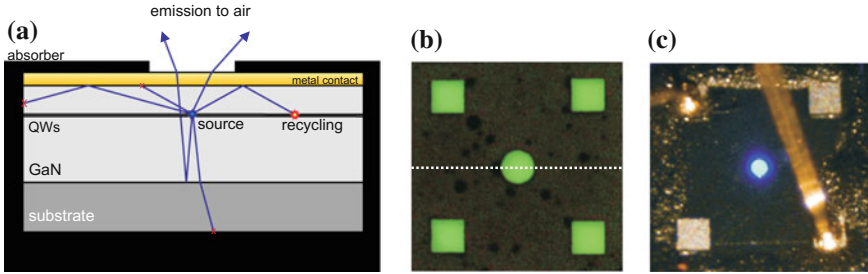 emission to air
(a)
absorber
metal contact
QWs
source
recycling
GaN
substrate
(b)
(c)